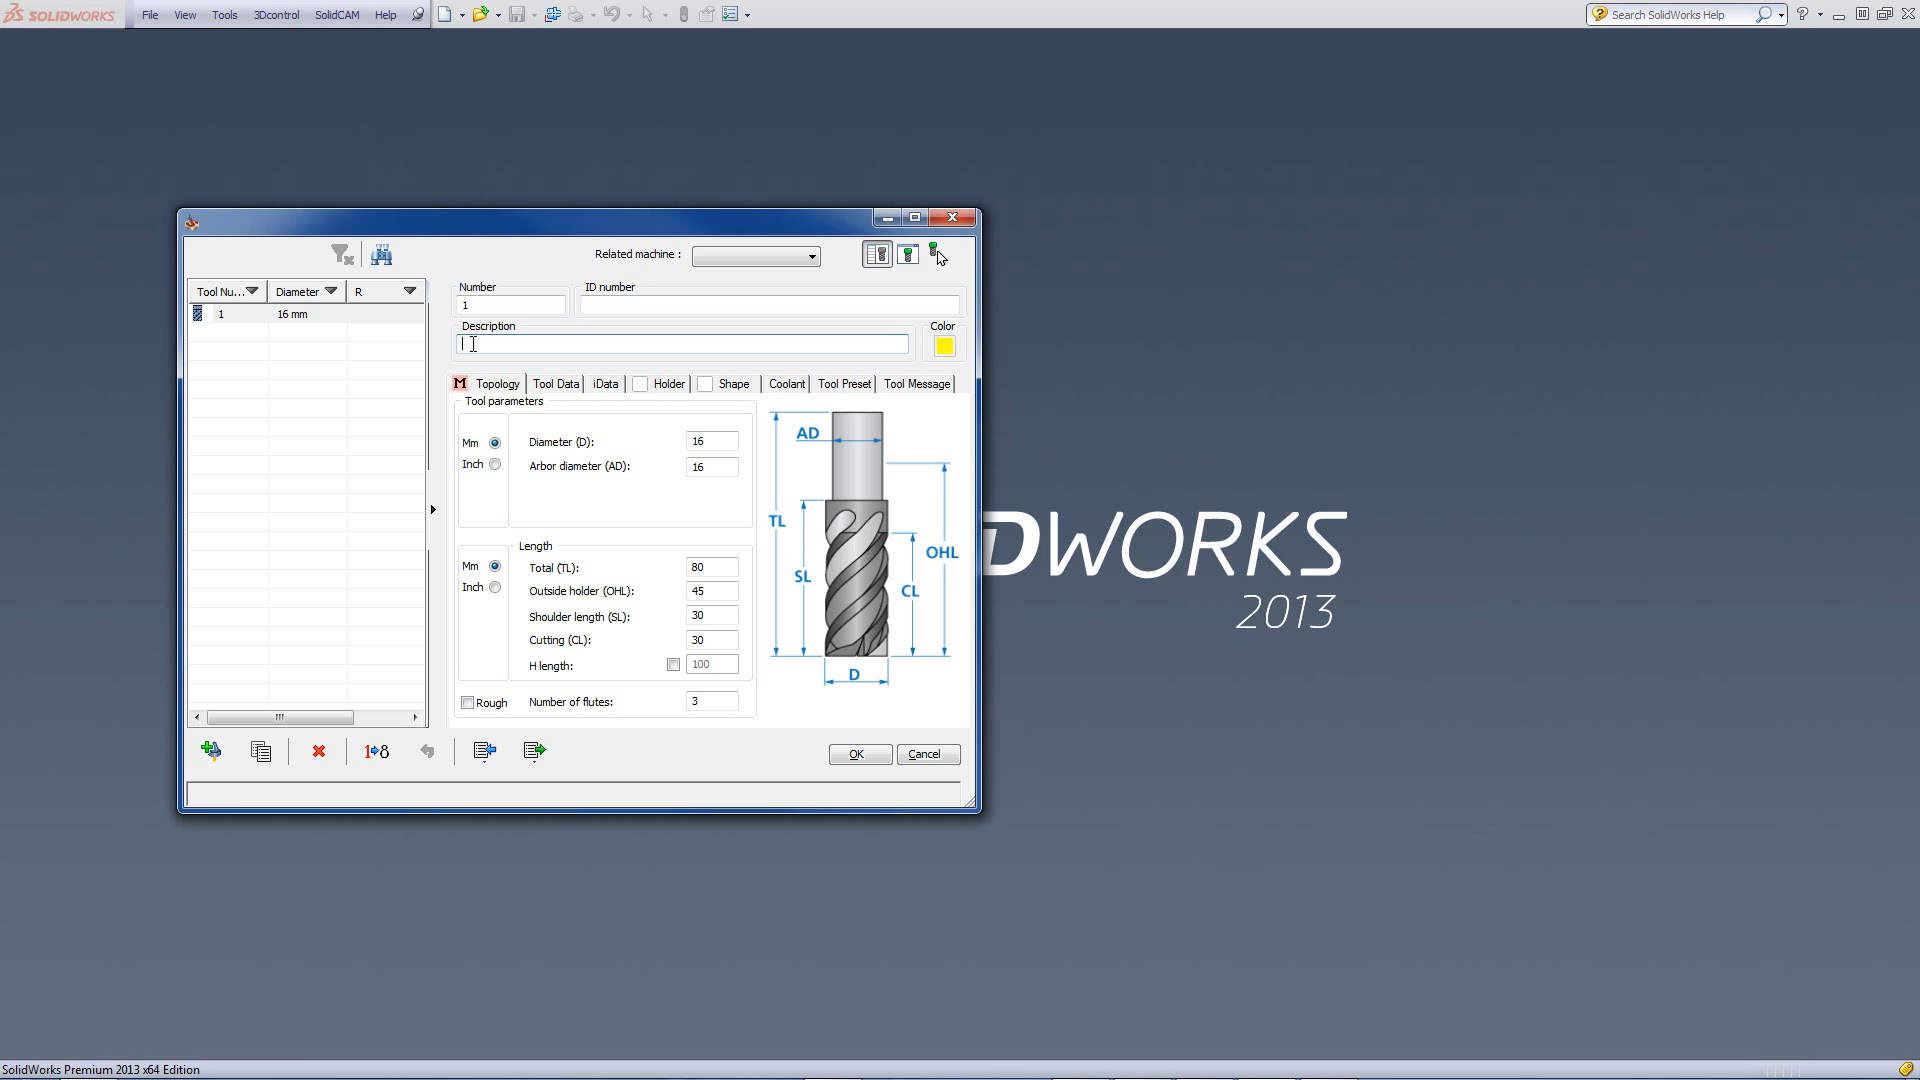 SOLIDWORKS File View Tools 3Dcontrol SolidCAM Help Search SolidWorks Help
Related machine :
Tool Nu... Diameter R
1 16 mm
Number ID number
1
Description Color
M Topology Tool Data iData Holder Shape Coolant Tool Preset Tool Message
Tool parameters
Mm Diameter (D): 16
Inch Arbor diameter (AD): 16
Length
Mm Total (TL): 80
Inch Outside holder (OHL): 45
Shoulder length (SL): 30
Cutting (CL): 30
H length: 100
Rough Number of flutes: 3
AD
TL
OHL
SL
CL
D
1 8
OK Cancel
DWORKS
2013
SolidWorks Premium 2013 x64 Edition